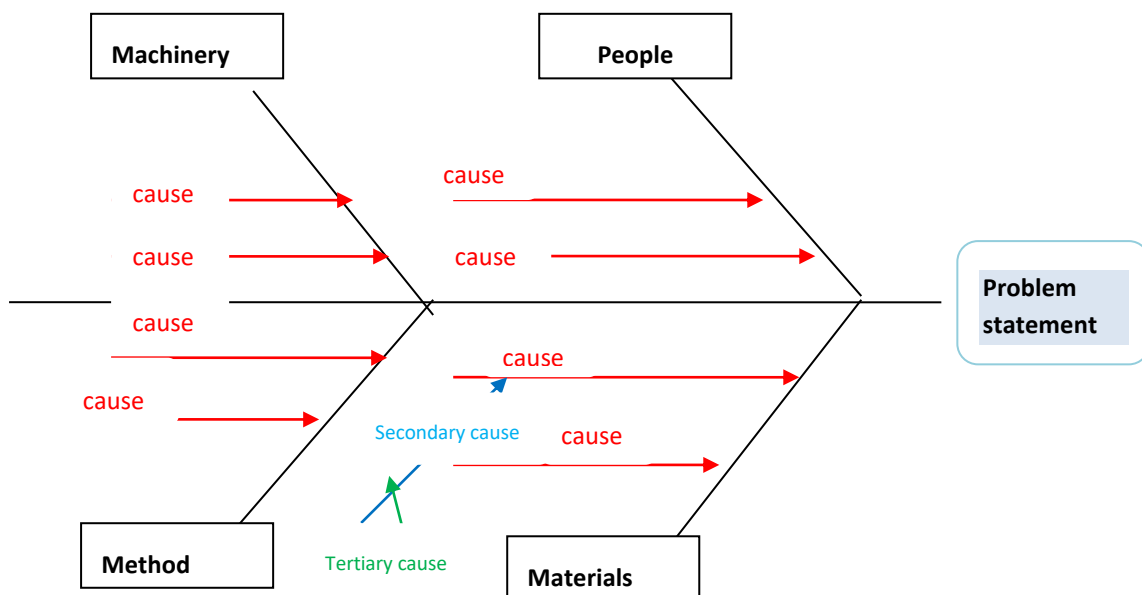 Machinery
People
cause
cause
cause
cause
Problem
statement
cause
cause
cause
Secondary cause
cause
Tertiary cause
Method
Materials